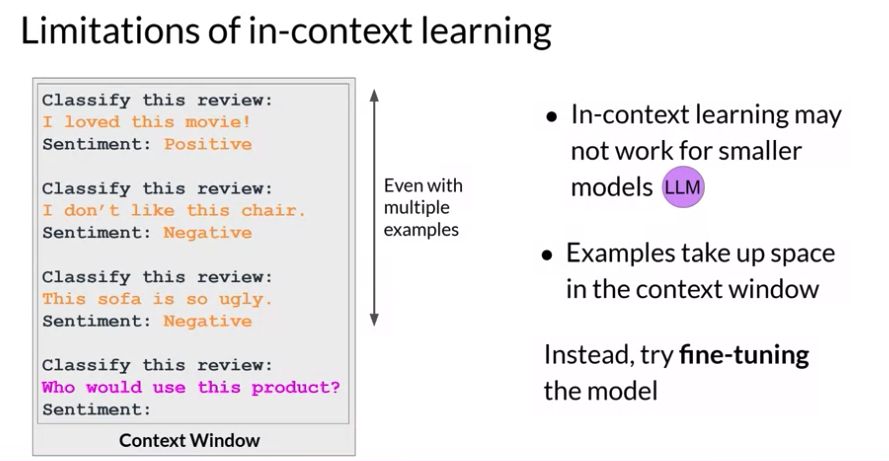 Limitations of in-context learning
Classify this review:
I loved this movie!
Sentiment: Positive
Classify this review:
I don't like this chair.
Sentiment: Negative
Classify this review:
This sofa is so ugly.
Sentiment: Negative
Classify this review:
Who would use this product?
Sentiment:
Context Window
Even with
multiple
examples
• In-context learning may
not work for smaller
models LLM
• Examples take up space
in the context window
Instead, try fine-tuning
the model